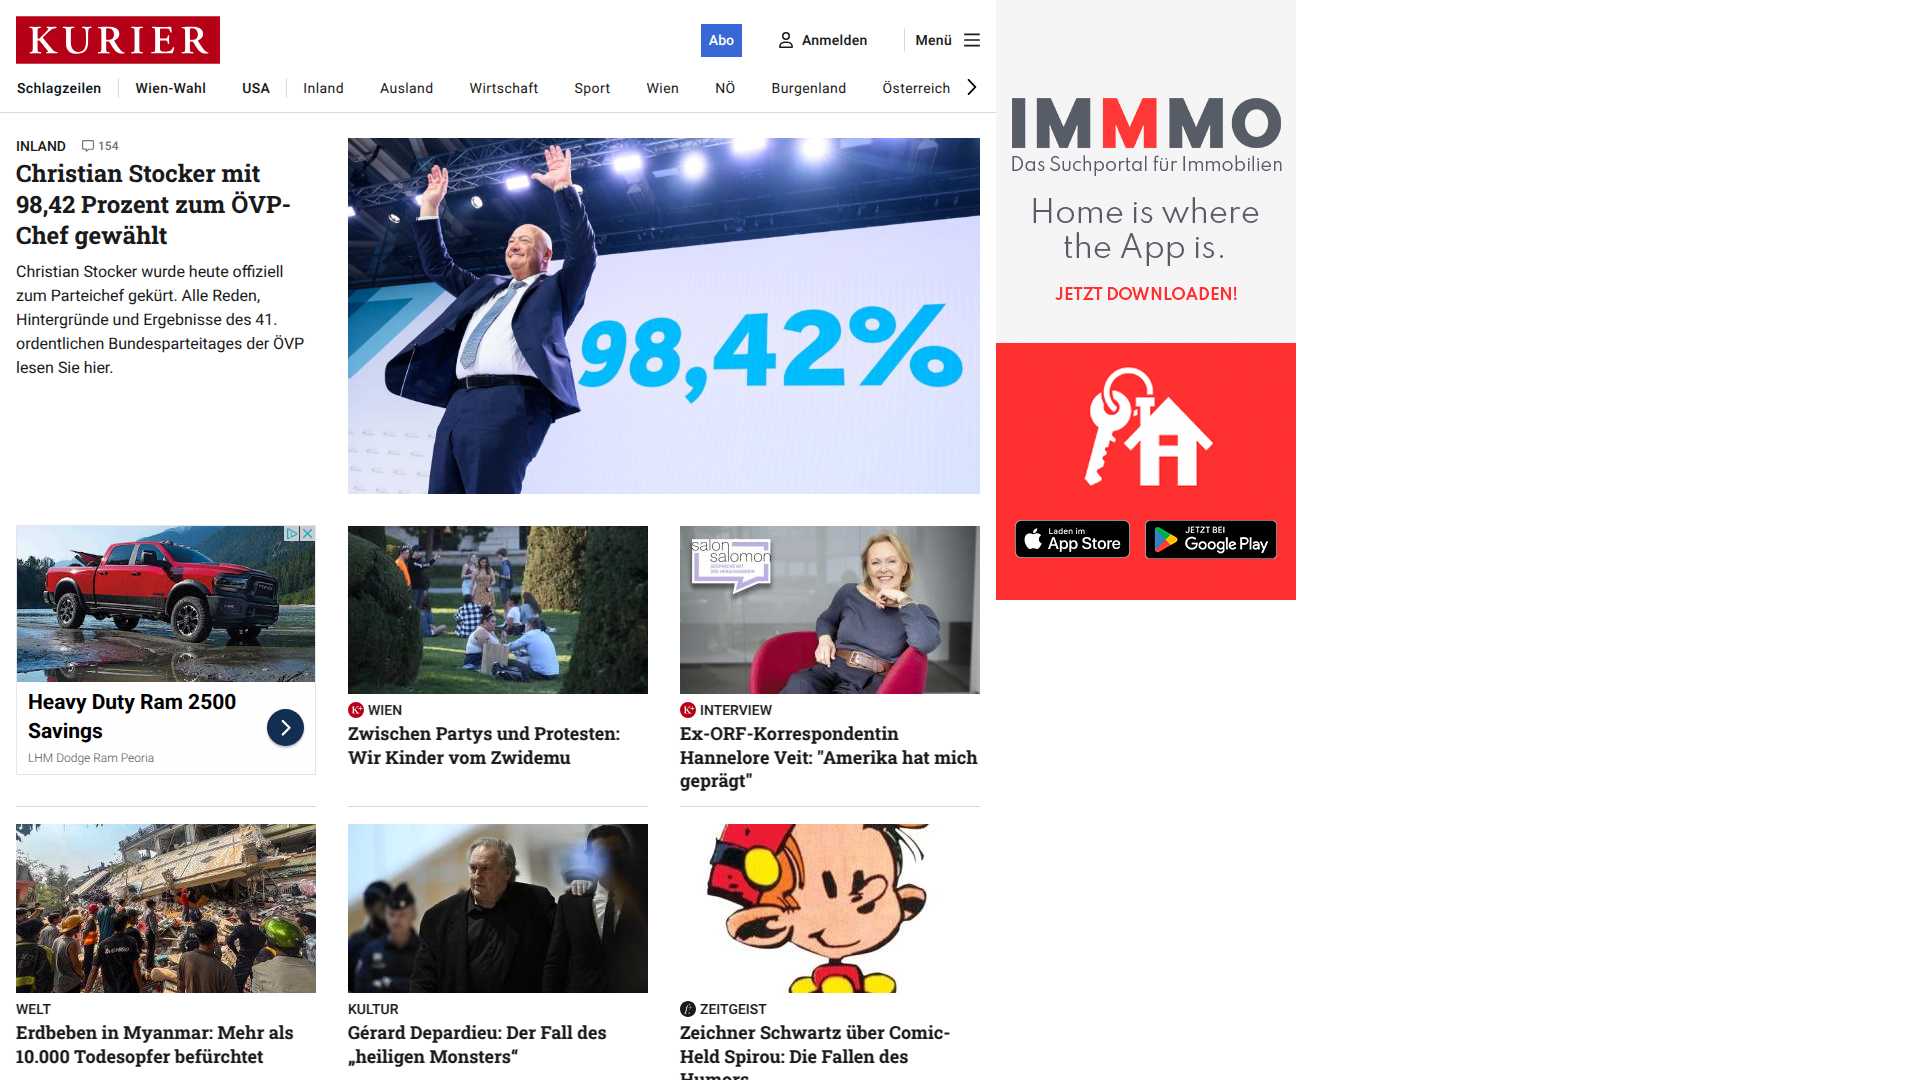 KURIER
Abo
Anmelden
Menü
Schlagzeilen
Wien-Wahl
USA
Inland
Ausland
Wirtschaft
Sport
Wien
NÖ
Burgenland
Österreich
INLAND 154
Christian Stocker mit
98,42 Prozent zum ÖVP-
Chef gewählt
Christian Stocker wurde heute offiziell
zum Parteichef gekürt. Alle Reden,
Hintergründe und Ergebnisse des 41.
ordentlichen Bundesparteitages der ÖVP
lesen Sie hier.
98,42%
IMMMO
Das Suchportal für Immobilien
Home is where
the App is.
JETZT DOWNLOADEN!
Laden im
App Store
JETZT BEI
Google Play
Heavy Duty Ram 2500
Savings
LHM Dodge Ram Peoria
K+ WIEN
Zwischen Partys und Protesten:
Wir Kinder vom Zwidemu
salon
salomon
K+ INTERVIEW
Ex-ORF-Korrespondentin
Hannelore Veit: "Amerika hat mich
geprägt"
WELT
Erdbeben in Myanmar: Mehr als
10.000 Todesopfer befürchtet
KULTUR
Gérard Depardieu: Der Fall des
„heiligen Monsters“
ZEITGEIST
Zeichner Schwartz über Comic-
Held Spirou: Die Fallen des
Humors